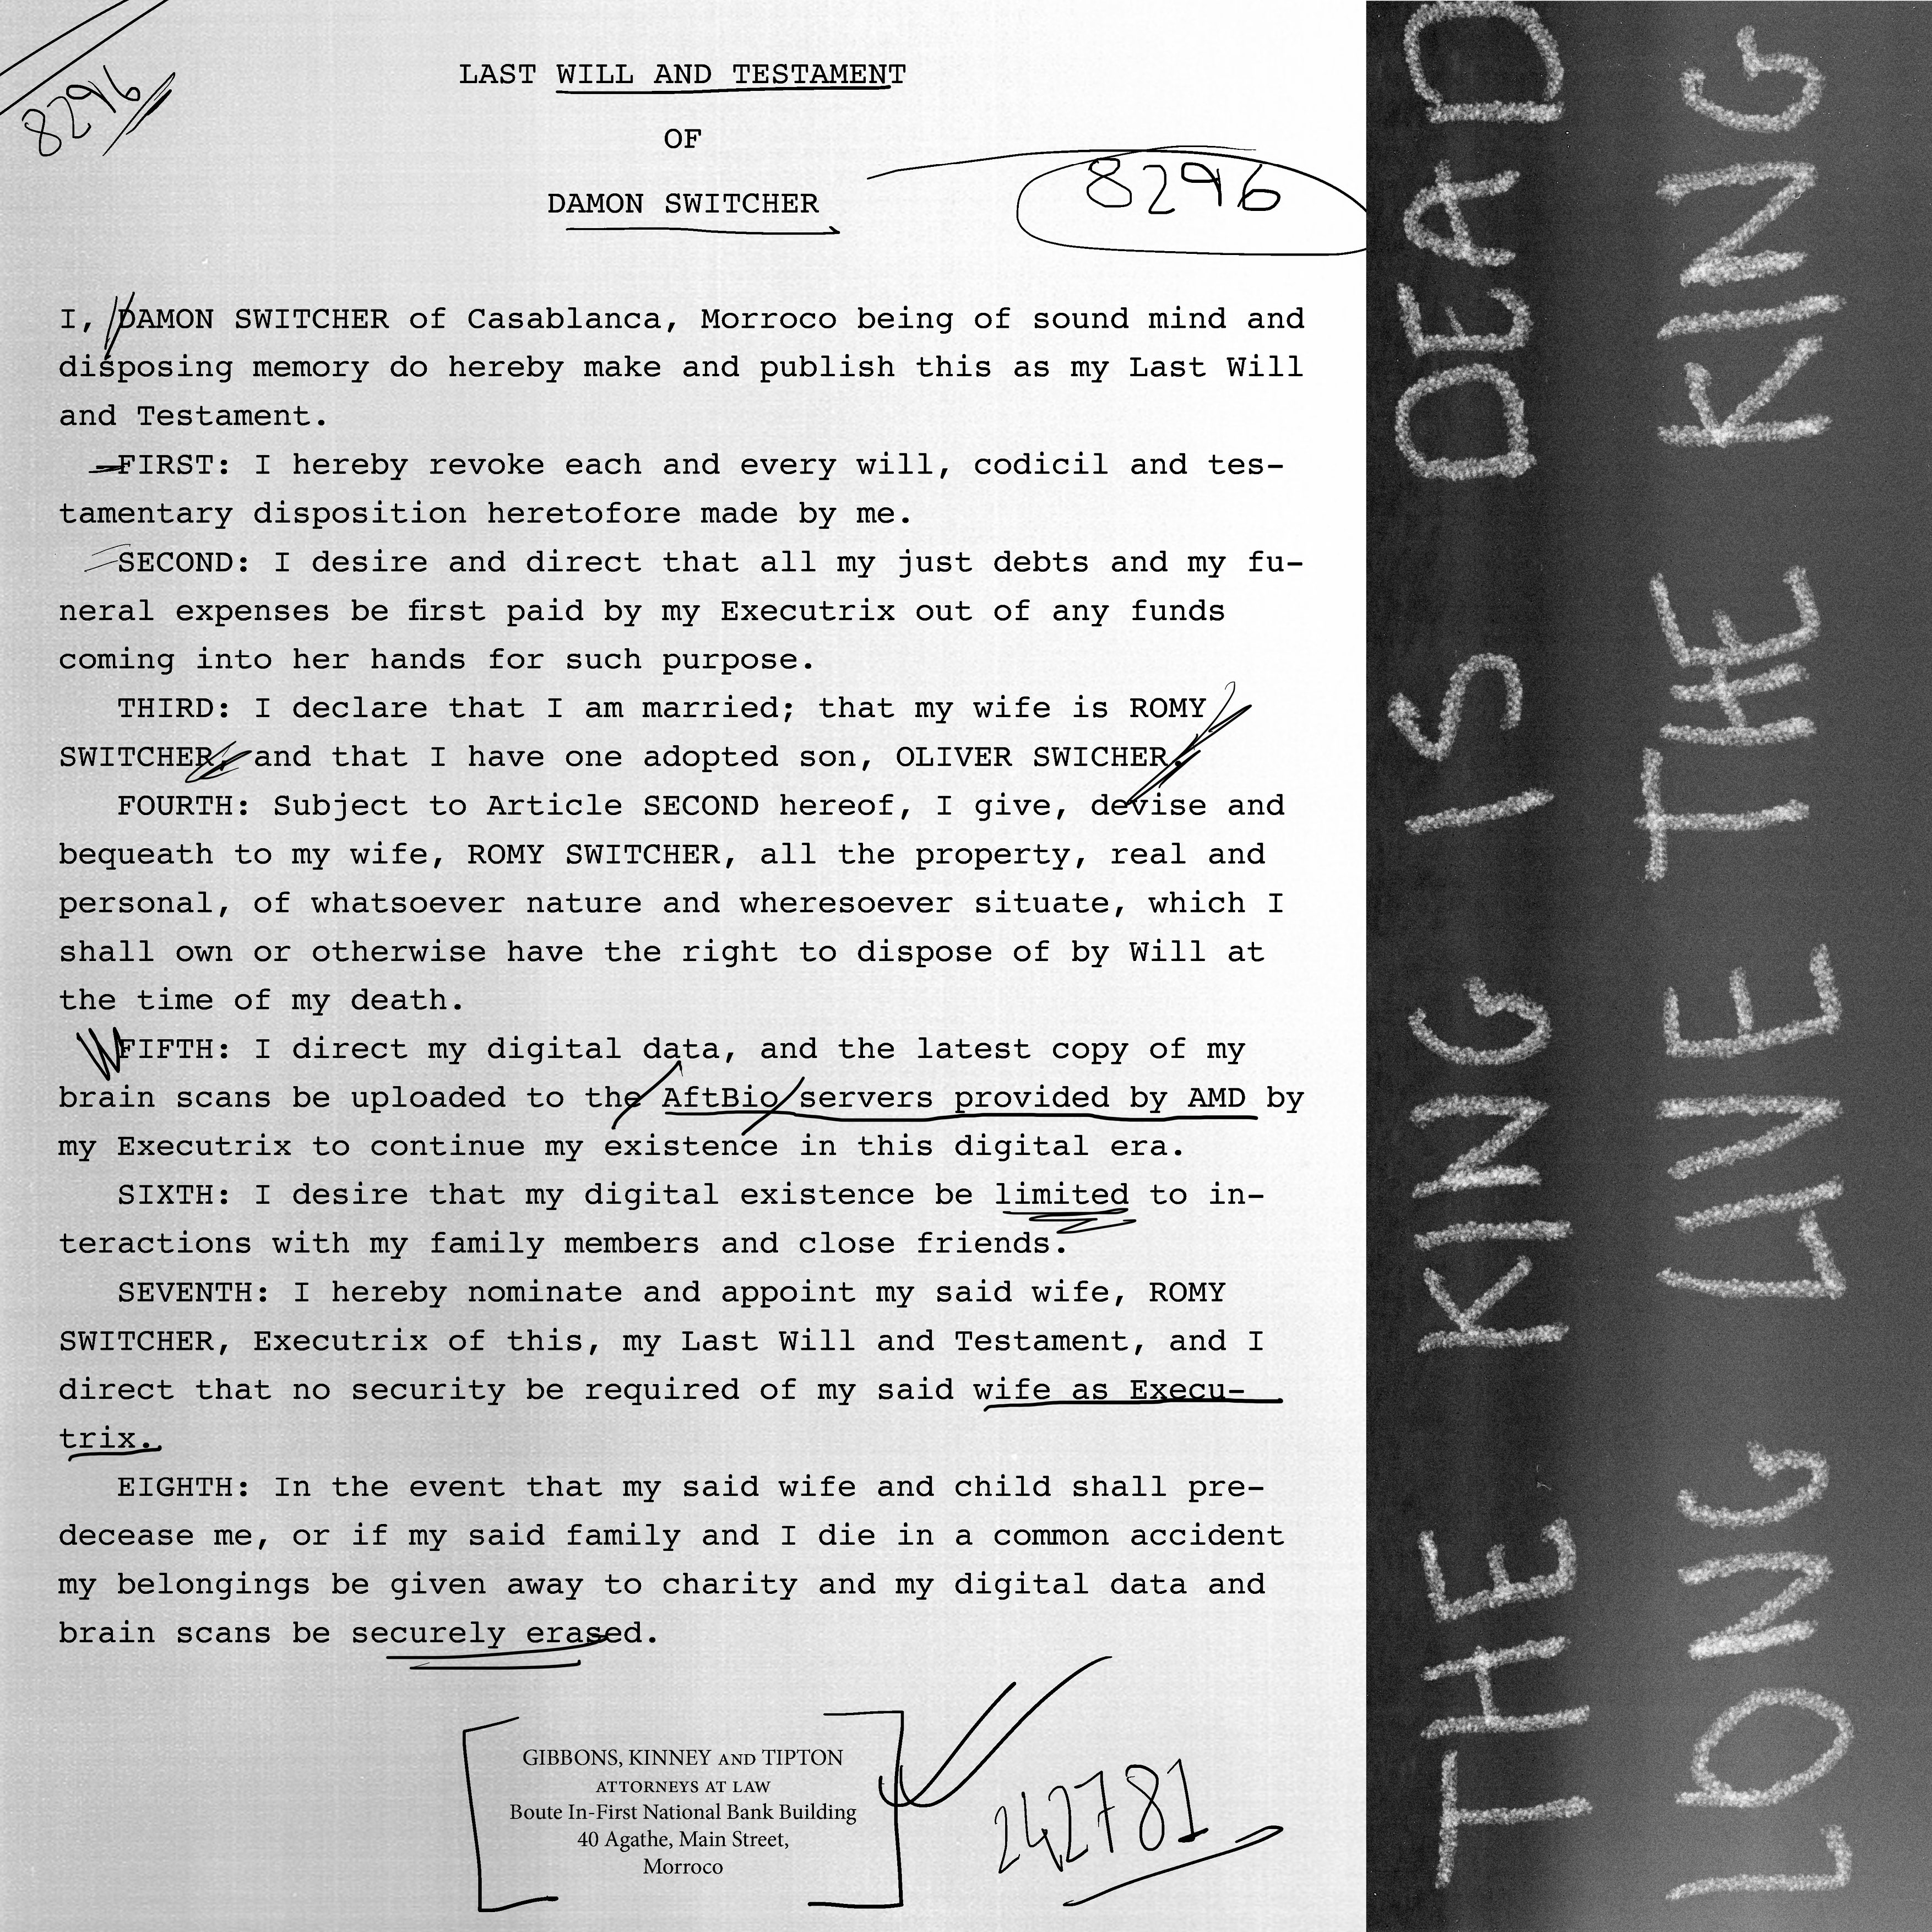 8296
LAST WILL AND TESTAMENT
OF
8296
DAMON SWITCHER
I, DAMON SWITCHER of Casablanca, Morroco being of sound mind and
disposing memory do hereby make and publish this as my Last Will
and Testament.
FIRST: I hereby revoke each and every will, codicil and tes-
tamentary disposition heretofore made by me.
SECOND: I desire and direct that all my just debts and my fu-
neral expenses be first paid by my Executrix out of any funds
coming into her hands for such purpose.
THIRD: I declare that I am married; that my wife is ROMY
SWITCHER, and that I have one adopted son, OLIVER SWICHER.
FOURTH: Subject to Article SECOND hereof, I give, devise and
bequeath to my wife, ROMY SWITCHER, all the property, real and
personal, of whatsoever nature and wheresoever situate, which I
shall own or otherwise have the right to dispose of by Will at
the time of my death.
FIFTH: I direct my digital data, and the latest copy of my
brain scans be uploaded to the AftBio servers provided by AMD by
my Executrix to continue my existence in this digital era.
SIXTH: I desire that my digital existence be limited to in-
teractions with my family members and close friends.
SEVENTH: I hereby nominate and appoint my said wife, ROMY
SWITCHER, Executrix of this, my Last Will and Testament, and I
direct that no security be required of my said wife as Execu-
trix.
EIGHTH: In the event that my said wife and child shall pre-
decease me, or if my said family and I die in a common accident
my belongings be given away to charity and my digital data and
brain scans be securely erased.
GIBBONS, KINNEY AND TIPTON
ATTORNEYS AT LAW
Boute In-First National Bank Building
40 Agathe, Main Street,
Morroco
242781
THE KING IS DEAD
LONG LIVE THE KING